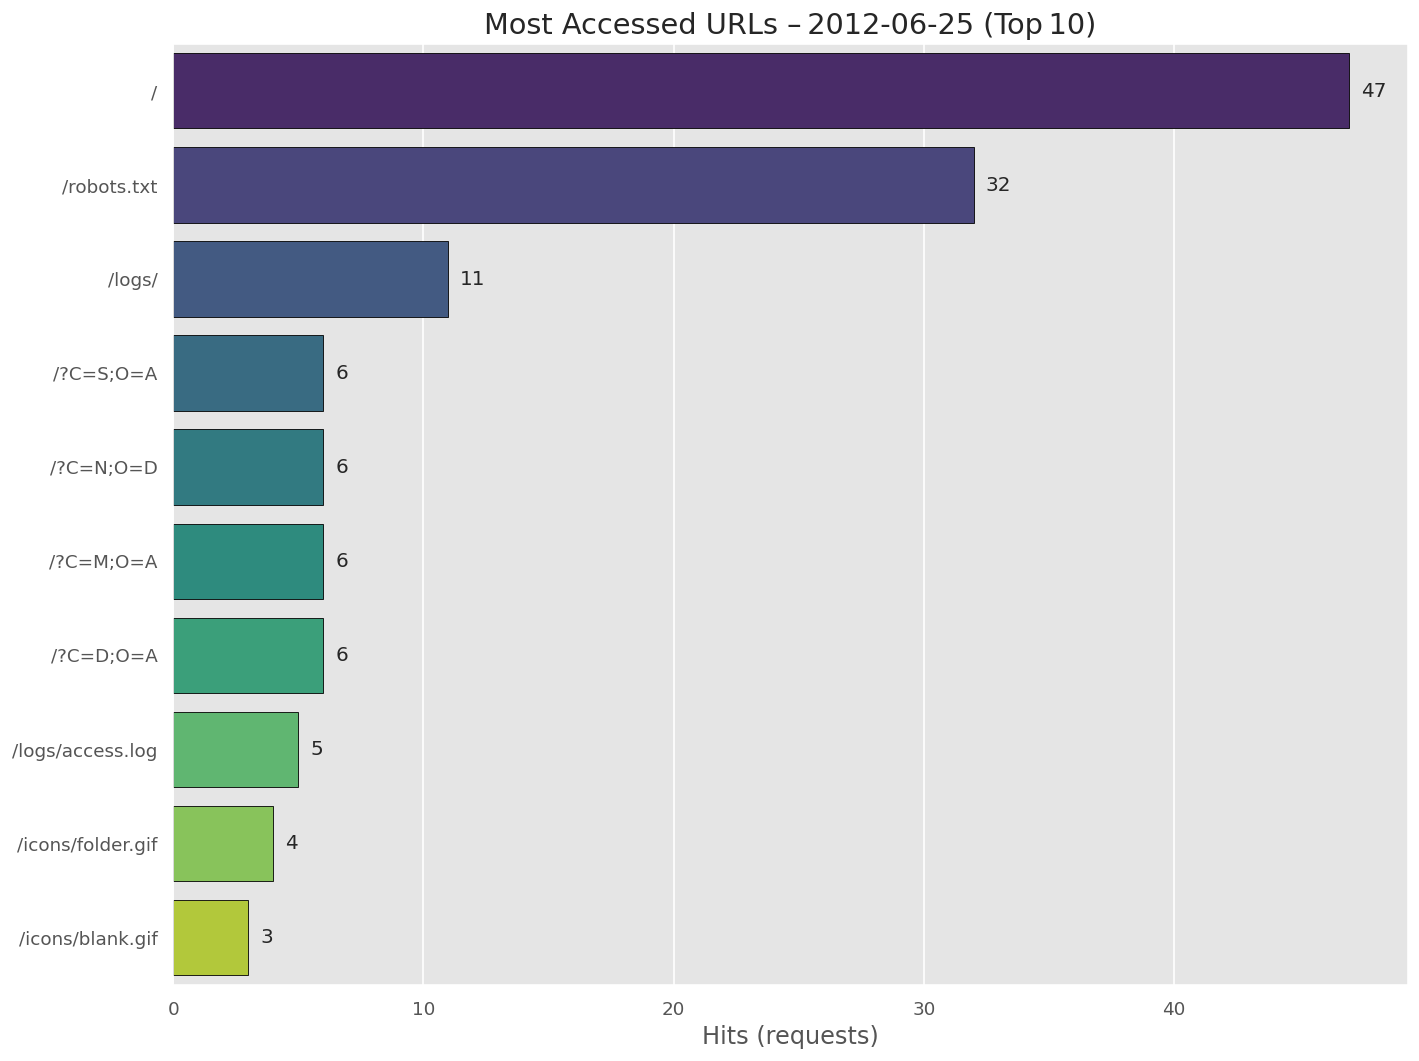 Most Accessed URLs – 2012-06-25 (Top 10)
/ 47
/robots.txt 32
/logs/ 11
/?C=S;O=A 6
/?C=N;O=D 6
/?C=M;O=A 6
/?C=D;O=A 6
/logs/access.log 5
/icons/folder.gif 4
/icons/blank.gif 3
0 10 20 30 40
Hits (requests)